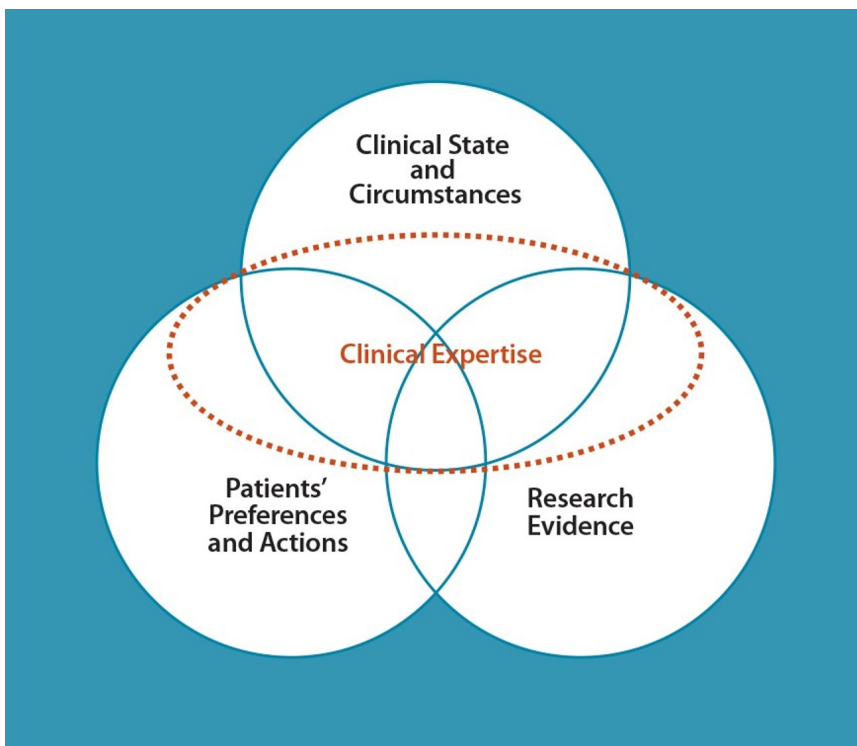 Clinical State
and
Circumstances
Clinical Expertise
Patients’
Preferences
and Actions
Research
Evidence